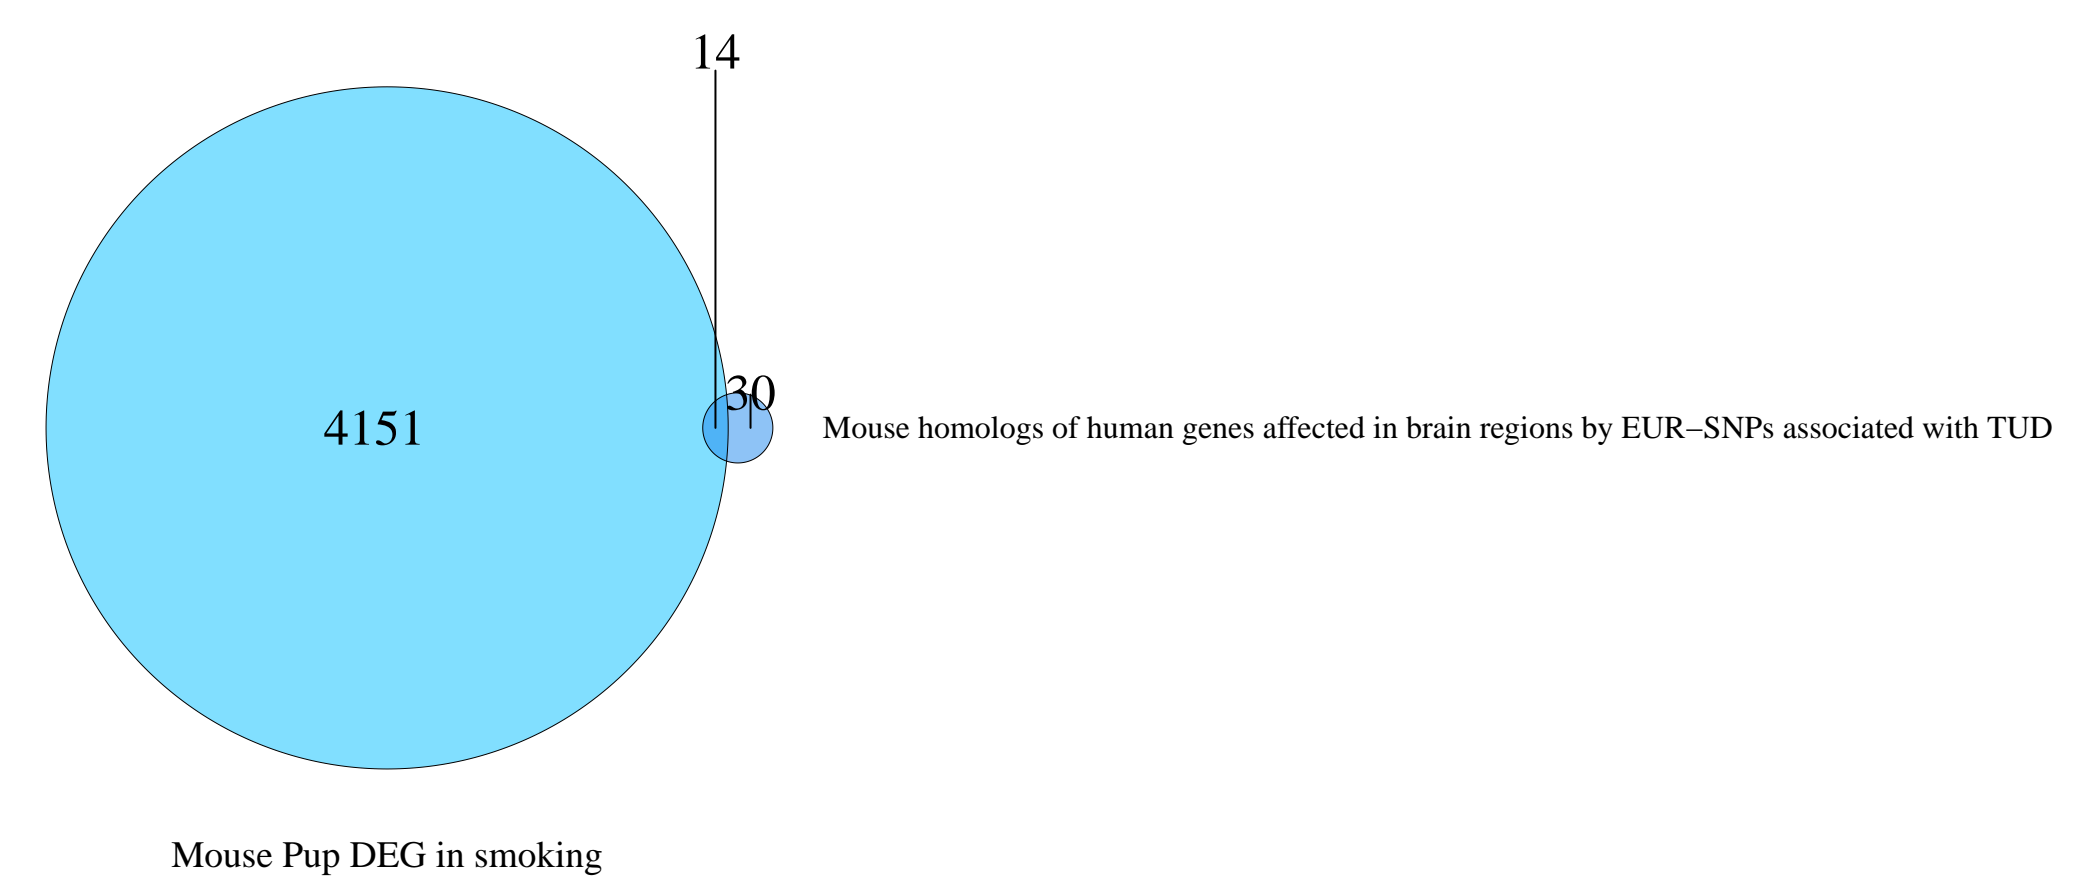 14
30
4151
Mouse homologs of human genes affected in brain regions by EUR−SNPs associated with TUD
Mouse Pup DEG in smoking